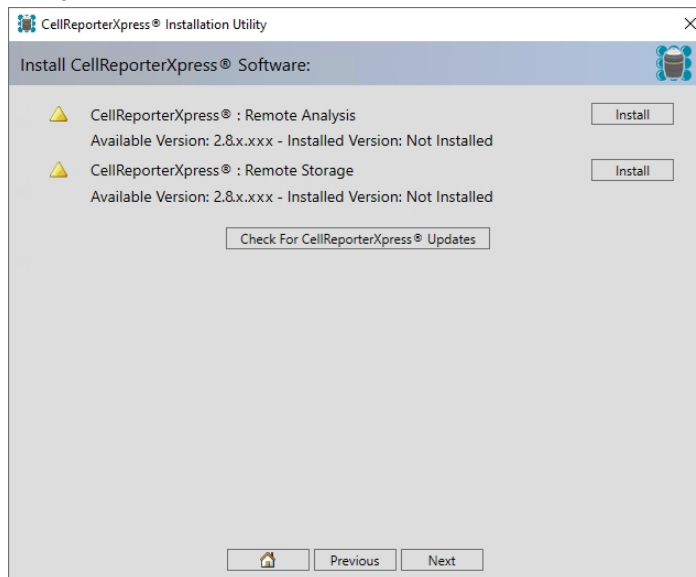 CellReporterXpress® Installation Utility
Install CellReporterXpress® Software:
CellReporterXpress® : Remote Analysis
Install
Available Version: 2.8.x.xxx - Installed Version: Not Installed
CellReporterXpress® : Remote Storage
Install
Available Version: 2.8.x.xxx - Installed Version: Not Installed
Check For CellReporterXpress® Updates
Previous
Next